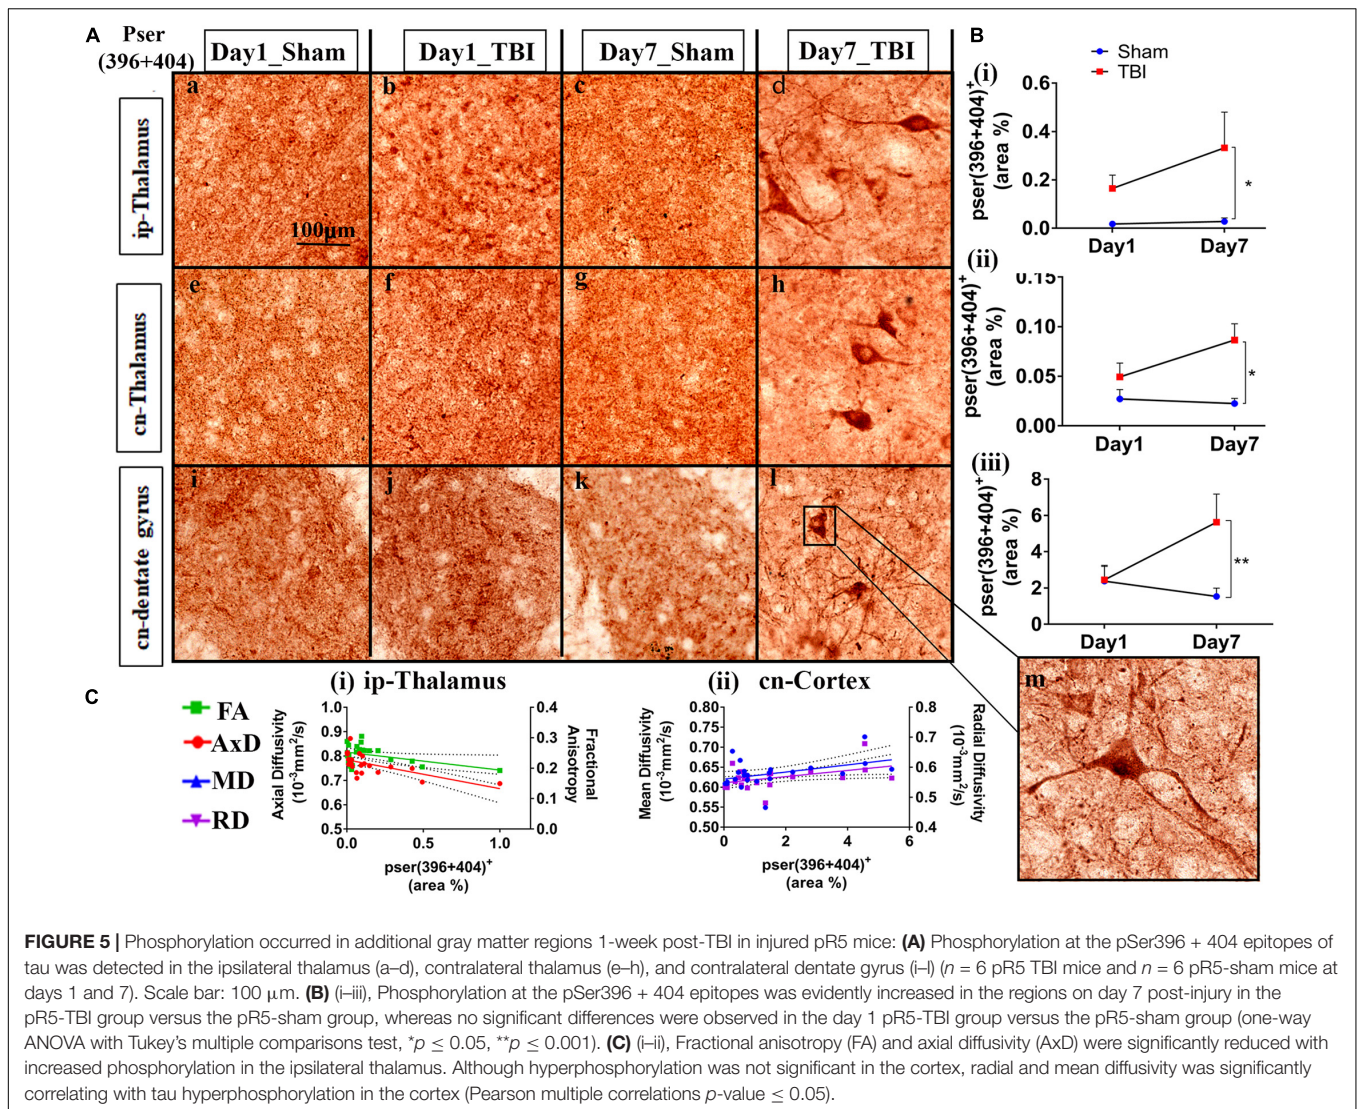 A
Pser
(396+404)
Day1_Sham
Day1_TBI
Day7_Sham
Day7_TBI
ip-Thalamus
a
b
c
d
100µm
cn-Thalamus
e
f
g
h
cn-dentate gyrus
i
j
k
l
m
B
Sham
TBI
(i)
pser(396+404)+
(area %)
0.6
0.4
0.2
0.0
*
Day1
Day7
(ii)
pser(396+404)+
(area %)
0.15
0.10
0.05
0.00
*
Day1
Day7
(iii)
pser(396+404)+
(area %)
8
6
4
2
0
**
Day1
Day7
C
FA
AxD
MD
RD
(i) ip-Thalamus
Axial Diffusivity
(10-3mm2/s)
1.0
0.9
0.8
0.7
0.6
0.5
0.4
0.3
0.2
0.1
0.0
Fractional
Anisotropy
0.0
0.5
1.0
pser(396+404)+
(area %)
(ii) cn-Cortex
Mean Diffusivity
(10-3mm2/s)
0.80
0.75
0.70
0.65
0.60
0.55
0.50
0.8
0.7
0.6
0.5
0.4
Radial Diffusivity
(10-3mm2/s)
0
2
4
6
pser(396+404)+
(area %)
FIGURE 5 | Phosphorylation occurred in additional gray matter regions 1-week post-TBI in injured pR5 mice: (A) Phosphorylation at the pSer396 + 404 epitopes of
tau was detected in the ipsilateral thalamus (a–d), contralateral thalamus (e–h), and contralateral dentate gyrus (i–l) (n = 6 pR5 TBI mice and n = 6 pR5-sham mice at
days 1 and 7). Scale bar: 100 µm. (B) (i–iii), Phosphorylation at the pSer396 + 404 epitopes was evidently increased in the regions on day 7 post-injury in the
pR5-TBI group versus the pR5-sham group, whereas no significant differences were observed in the day 1 pR5-TBI group versus the pR5-sham group (one-way
ANOVA with Tukey's multiple comparisons test, *p ≤ 0.05, **p ≤ 0.001). (C) (i–ii), Fractional anisotropy (FA) and axial diffusivity (AxD) were significantly reduced with
increased phosphorylation in the ipsilateral thalamus. Although hyperphosphorylation was not significant in the cortex, radial and mean diffusivity was significantly
correlating with tau hyperphosphorylation in the cortex (Pearson multiple correlations p-value ≤ 0.05).